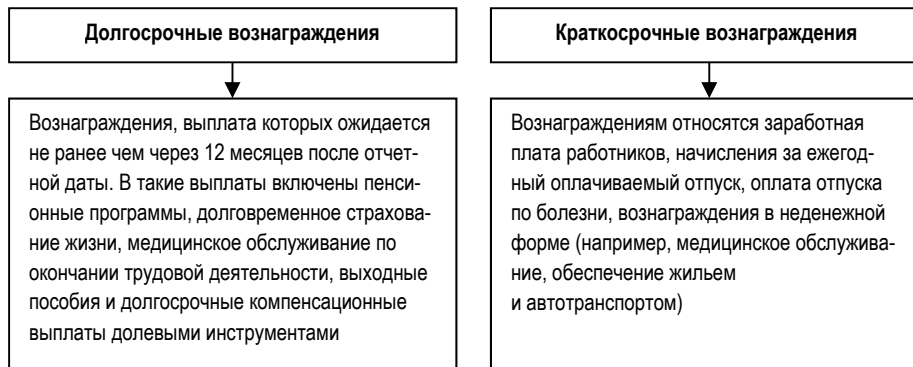 Долгосрочные вознаграждения
Вознаграждения, выплата которых ожидается
не ранее чем через 12 месяцев после отчет-
ной даты. В такие выплаты включены пенси-
онные программы, долговременное страхова-
ние жизни, медицинское обслуживание по
окончании трудовой деятельности, выходные
пособия и долгосрочные компенсационные
выплаты долевыми инструментами
Краткосрочные вознаграждения
Вознаграждениям относятся заработная
плата работников, начисления за ежегод-
ный оплачиваемый отпуск, оплата отпуска
по болезни, вознаграждения в неденежной
форме (например, медицинское обслужива-
ние, обеспечение жильем
и автотранспортом)